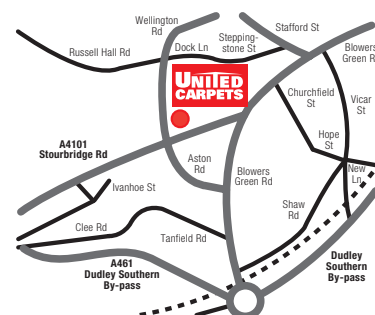 Wellington
Rd
Stafford St
Stepping-
stone St
Dock Ln
Russell Hall Rd
Blowers
Green R
UNITED
CARPETS
Churchfield
St
Vicar
St
Hope
St
A4101
Stourbridge Rd
Aston
Rd
Blowers
Green Rd
New
Ln
Ivanhoe St
Shaw
Rd
Clee Rd
Tanfield Rd
A461
Dudley Southern
By-pass
Dudley
Southern
By-pass